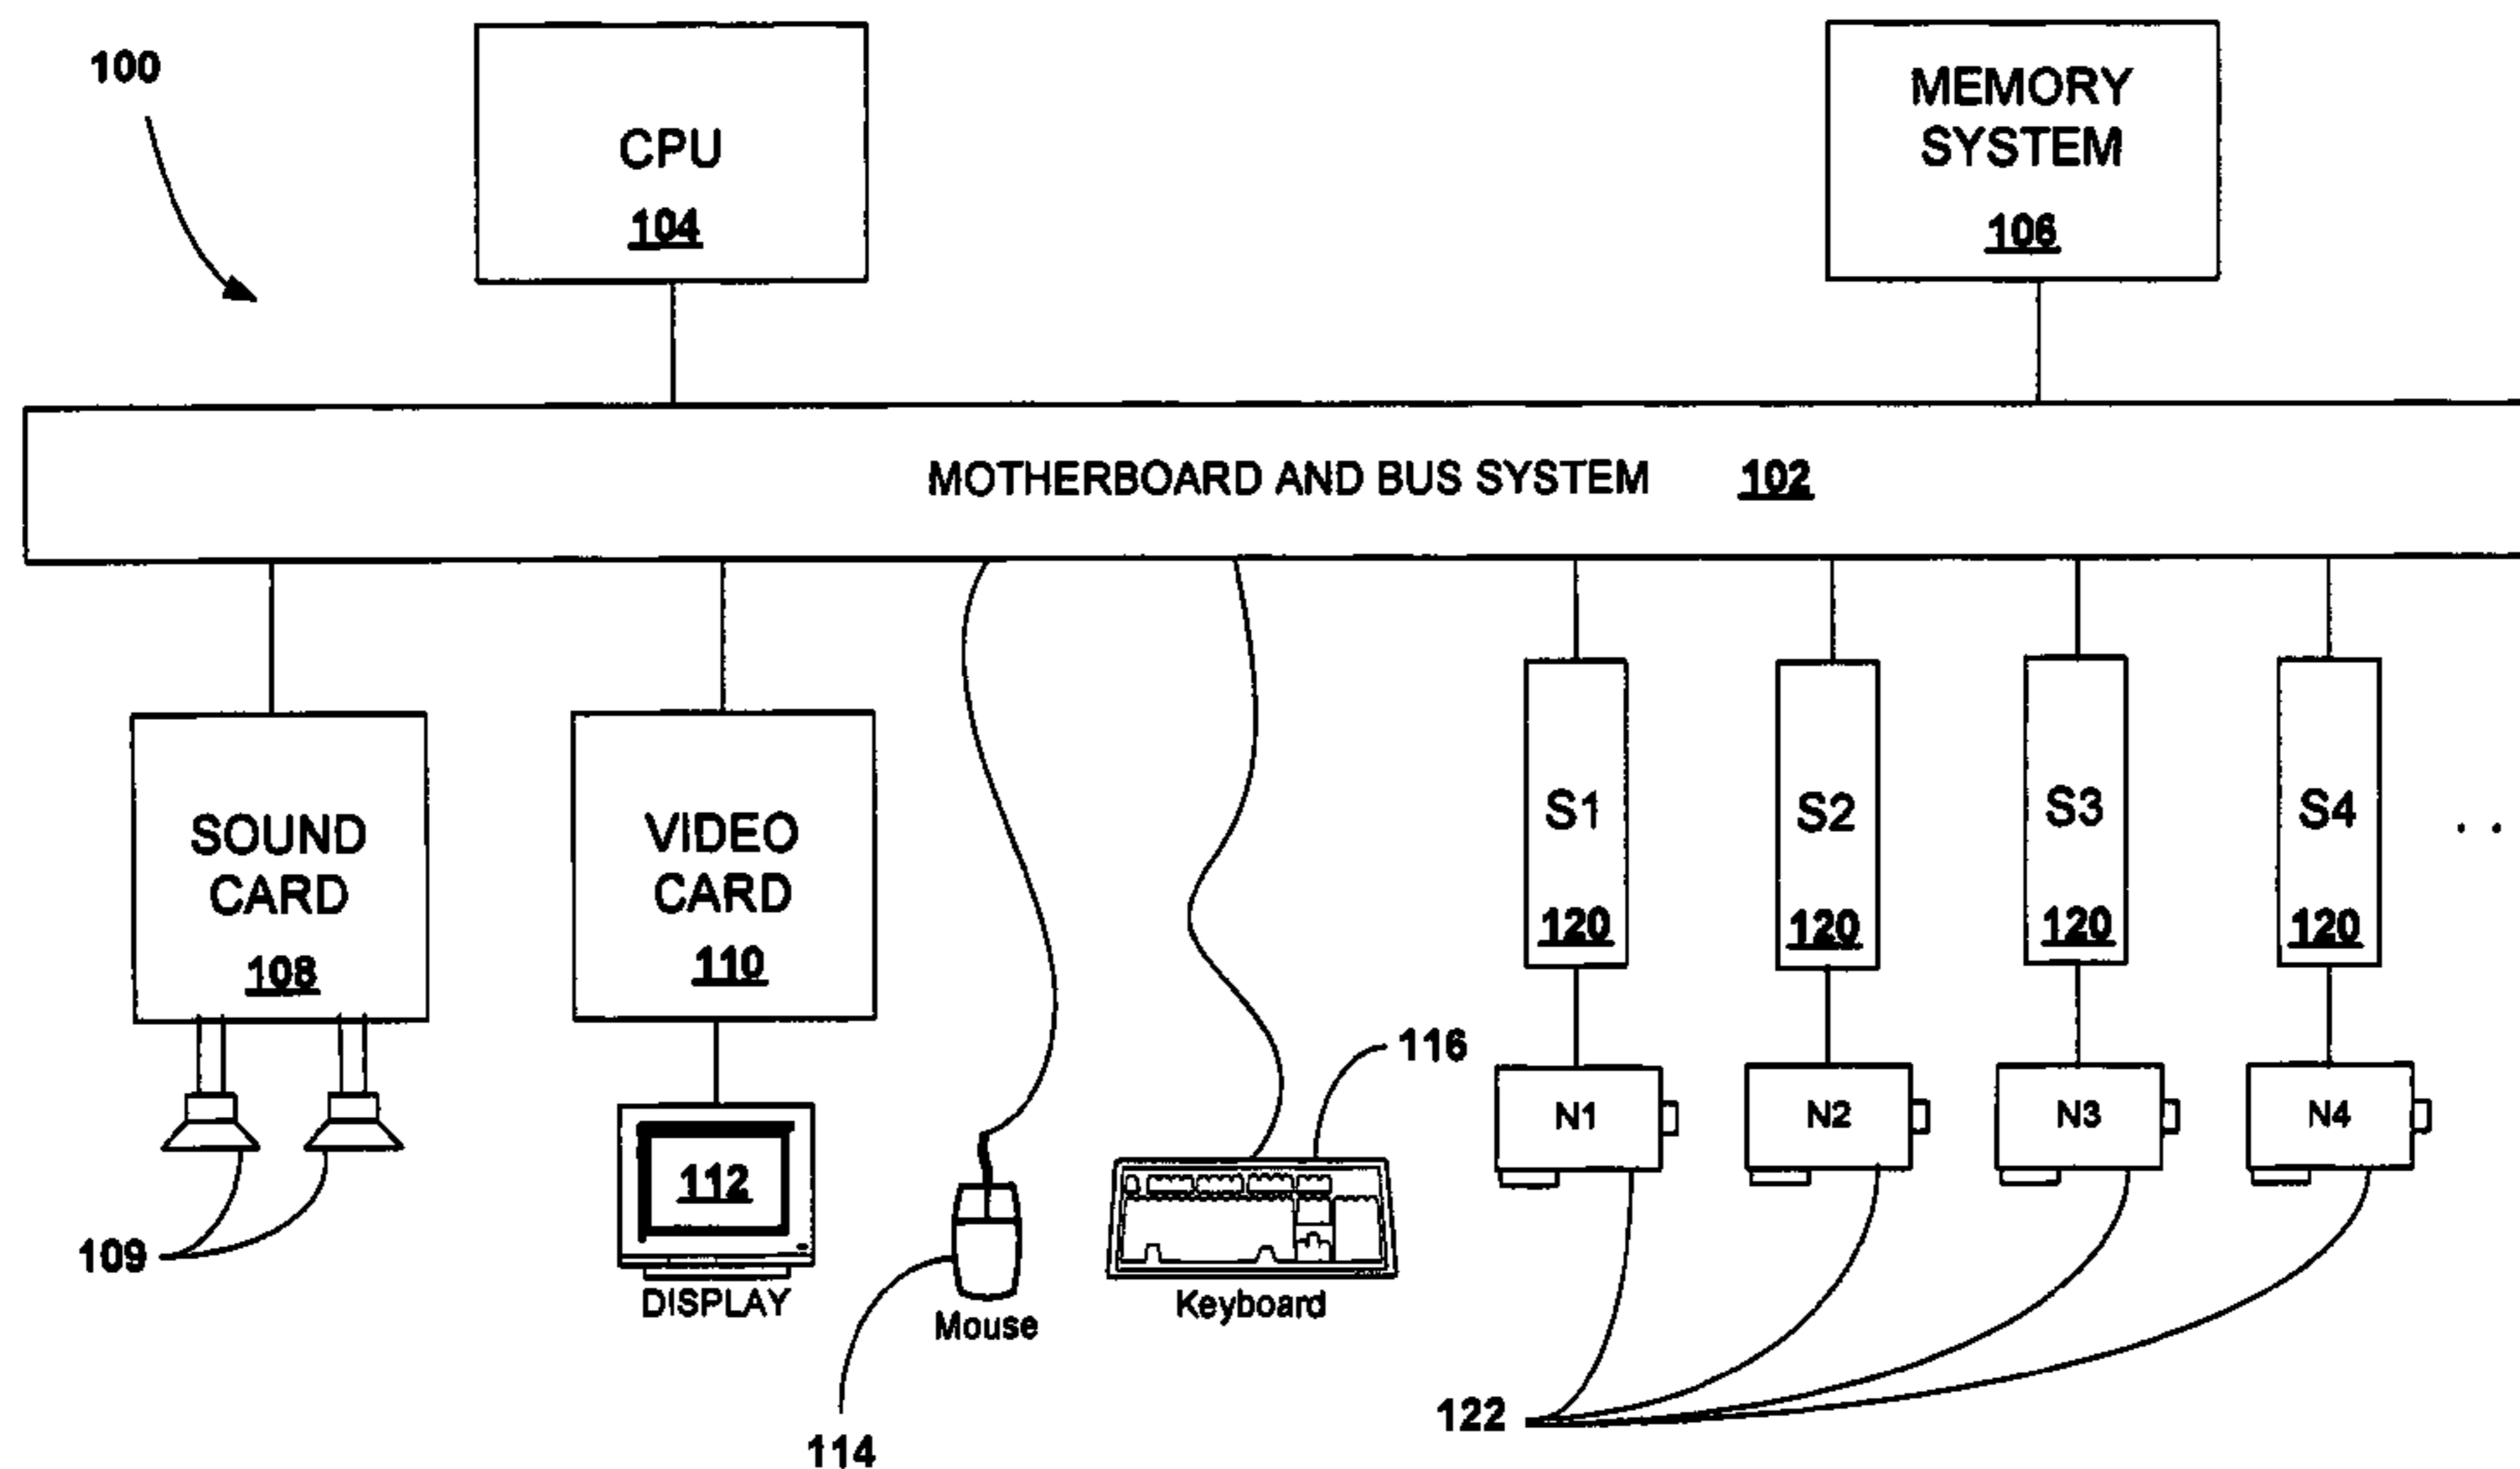 100
CPU
104
MEMORY
SYSTEM
106
MOTHERBOARD AND BUS SYSTEM 102
SOUND
CARD
108
VIDEO
CARD
110
S1
120
S2
120
S3
120
S4
120
. .
116
N1
N2
N3
N4
109
112
DISPLAY
Mouse
Keyboard
114
122